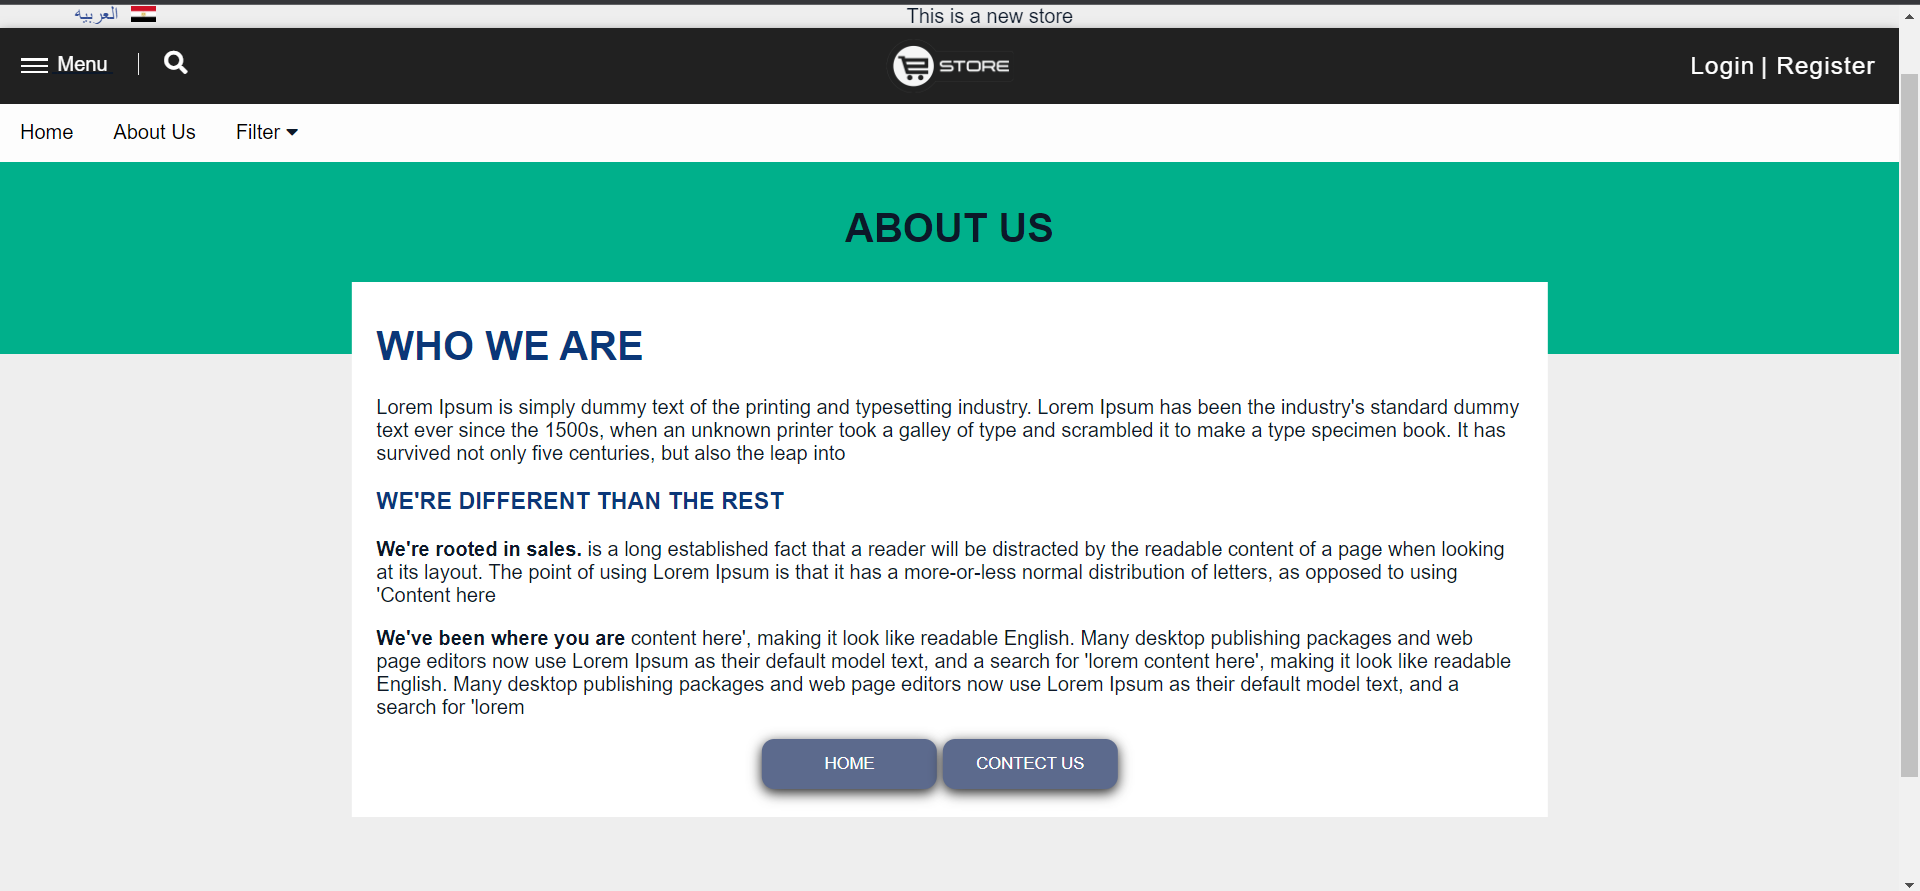 العربيه
This is a new store
Menu
STORE
Login | Register
Home About Us Filter
ABOUT US
WHO WE ARE
Lorem Ipsum is simply dummy text of the printing and typesetting industry. Lorem Ipsum has been the industry's standard dummy
text ever since the 1500s, when an unknown printer took a galley of type and scrambled it to make a type specimen book. It has
survived not only five centuries, but also the leap into
WE'RE DIFFERENT THAN THE REST
We're rooted in sales. is a long established fact that a reader will be distracted by the readable content of a page when looking
at its layout. The point of using Lorem Ipsum is that it has a more-or-less normal distribution of letters, as opposed to using
'Content here
We've been where you are content here', making it look like readable English. Many desktop publishing packages and web
page editors now use Lorem Ipsum as their default model text, and a search for 'lorem content here', making it look like readable
English. Many desktop publishing packages and web page editors now use Lorem Ipsum as their default model text, and a
search for 'lorem
HOME
CONTECT US